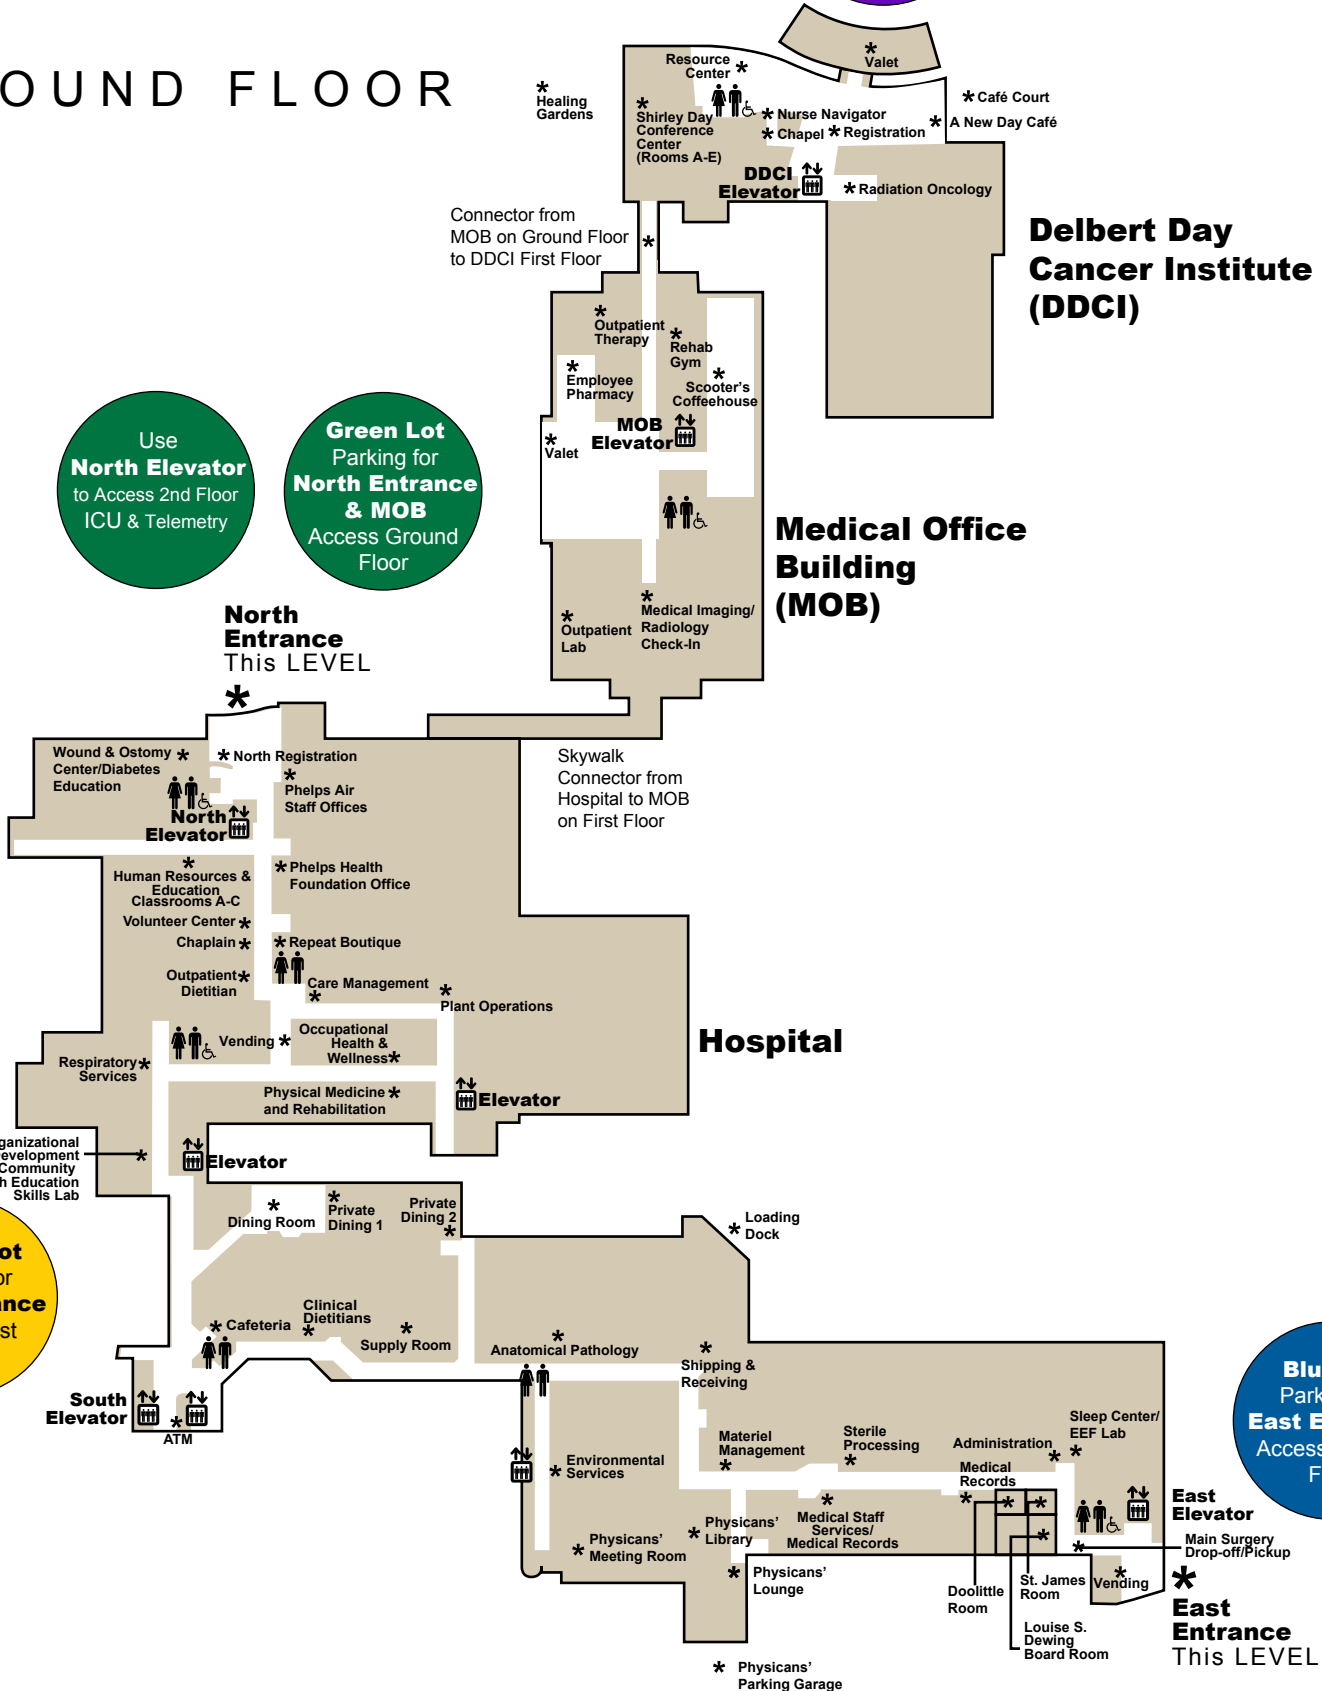 OUND FLOOR
Healing
Gardens
Resource
Center
Valet
Café Court
A New Day Café
Shirley Day
Conference
Center
(Rooms A-E)
Nurse Navigator
Chapel
Registration
DDCI
Elevator
Radiation Oncology
Connector from
MOB on Ground Floor
to DDCI First Floor
Delbert Day
Cancer Institute
(DDCI)
Outpatient
Therapy
Rehab
Gym
Employee
Pharmacy
Scooter's
Coffeehouse
MOB
Elevator
Valet
Use
North Elevator
to Access 2nd Floor
ICU & Telemetry
Green Lot
Parking for
North Entrance
& MOB
Access Ground
Floor
Medical Office
Building
(MOB)
Medical Imaging/
Radiology
Check-In
Outpatient
Lab
North
Entrance
This LEVEL
Skywalk
Connector from
Hospital to MOB
on First Floor
Wound & Ostomy
Center/Diabetes
Education
North Registration
Phelps Air
Staff Offices
North
Elevator
Human Resources &
Education
Classrooms A-C
Phelps Health
Foundation Office
Volunteer Center
Chaplain
Repeat Boutique
Outpatient
Dietitian
Care Management
Plant Operations
Vending
Occupational
Health &
Wellness
Hospital
Respiratory
Services
Physical Medicine
and Rehabilitation
Elevator
Elevator
ganizational
evelopment
Community
h Education
Skills Lab
Dining Room
Private
Dining 1
Private
Dining 2
Loading
Dock
ot
or
ance
st
Cafeteria
Clinical
Dietitians
Supply Room
Anatomical Pathology
Shipping &
Receiving
South
Elevator
ATM
Environmental
Services
Materiel
Management
Sterile
Processing
Administration
Sleep Center/
EEF Lab
Medical
Records
Blu
Park
East E
Access
F
Physicans'
Meeting Room
Physicans'
Library
Medical Staff
Services/
Medical Records
East
Elevator
Main Surgery
Drop-off/Pickup
Physicans'
Lounge
Doolittle
Room
St. James
Room
Vending
Louise S.
Dewing
Board Room
East
Entrance
This LEVEL
Physicans'
Parking Garage